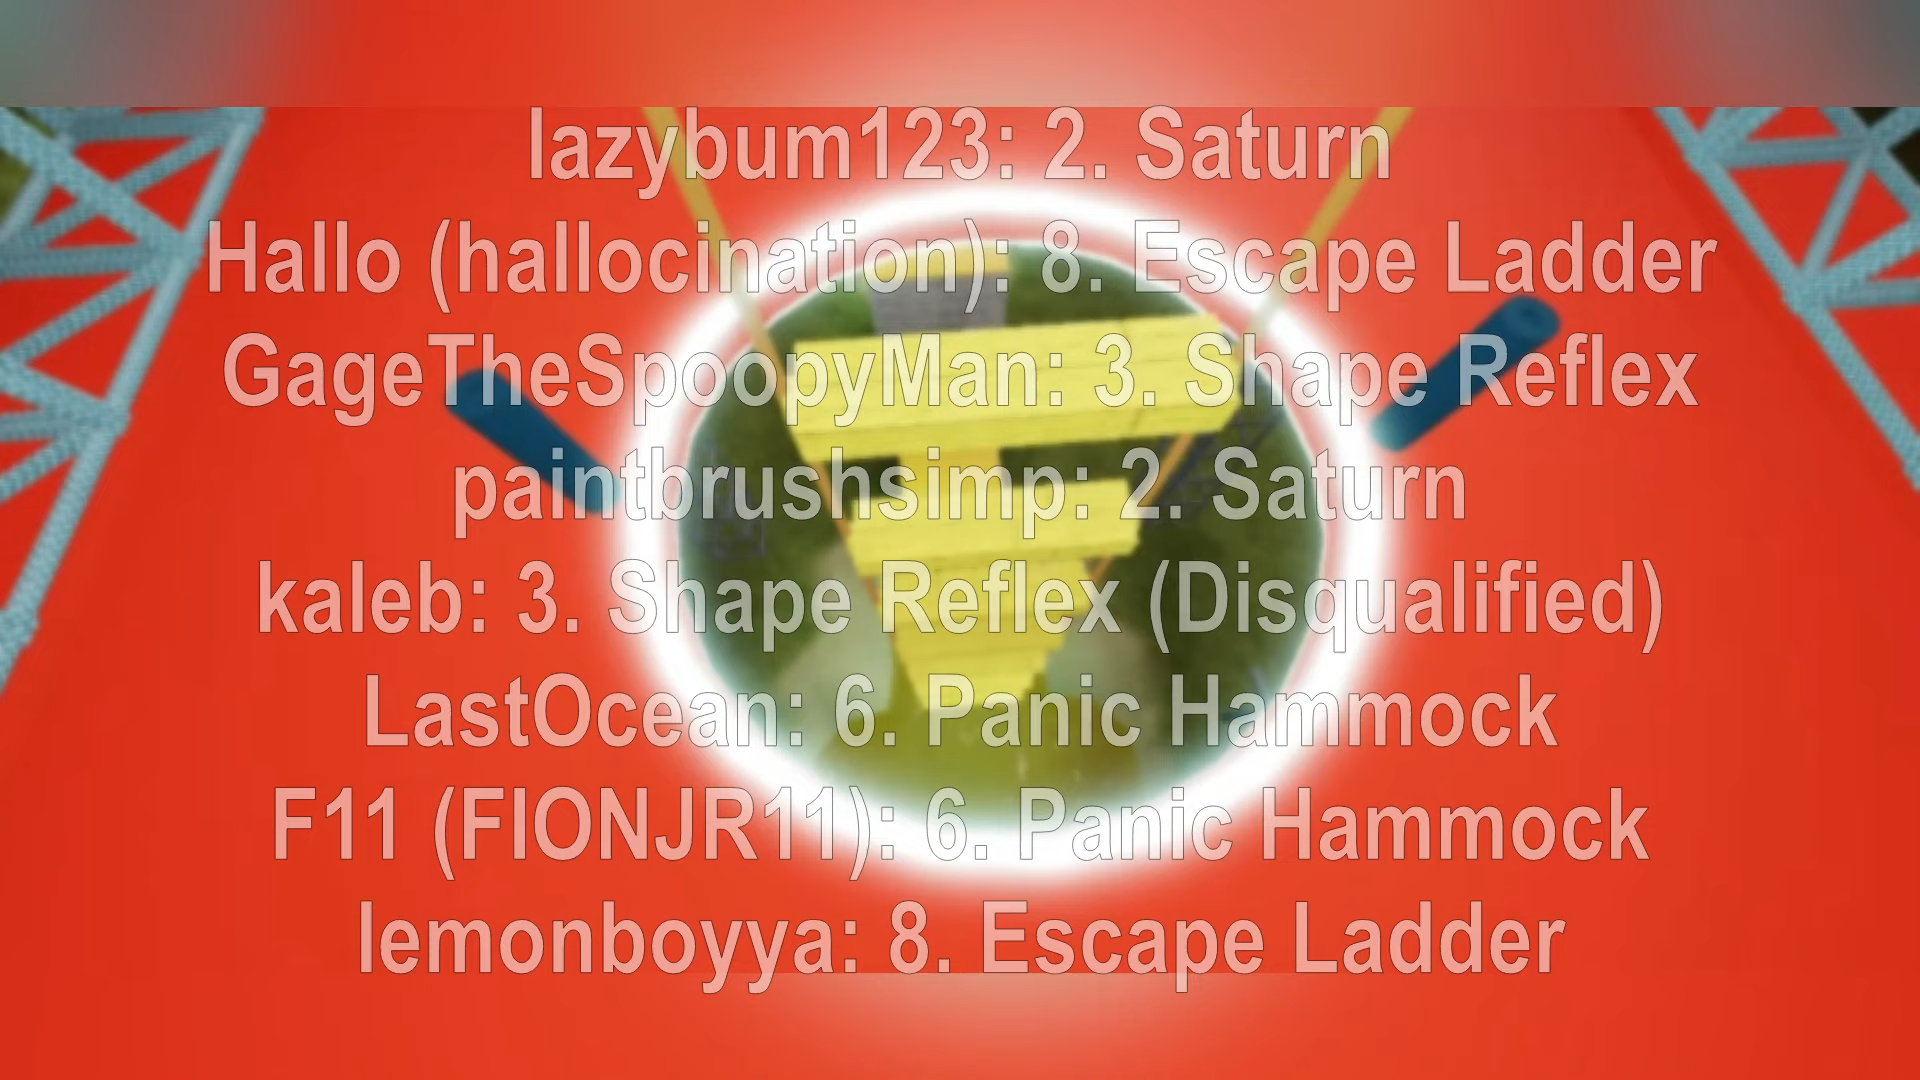 lazybum123: 2. Saturn
Hallo (hallocination): 8. Escape Ladder
GageTheSpoopyMan: 3. Shape Reflex
paintbrushsimp: 2. Saturn
kaleb: 3. Shape Reflex (Disqualified)
LastOcean: 6. Panic Hammock
F11 (FIONJR11): 6. Panic Hammock
lemonboyya: 8. Escape Ladder